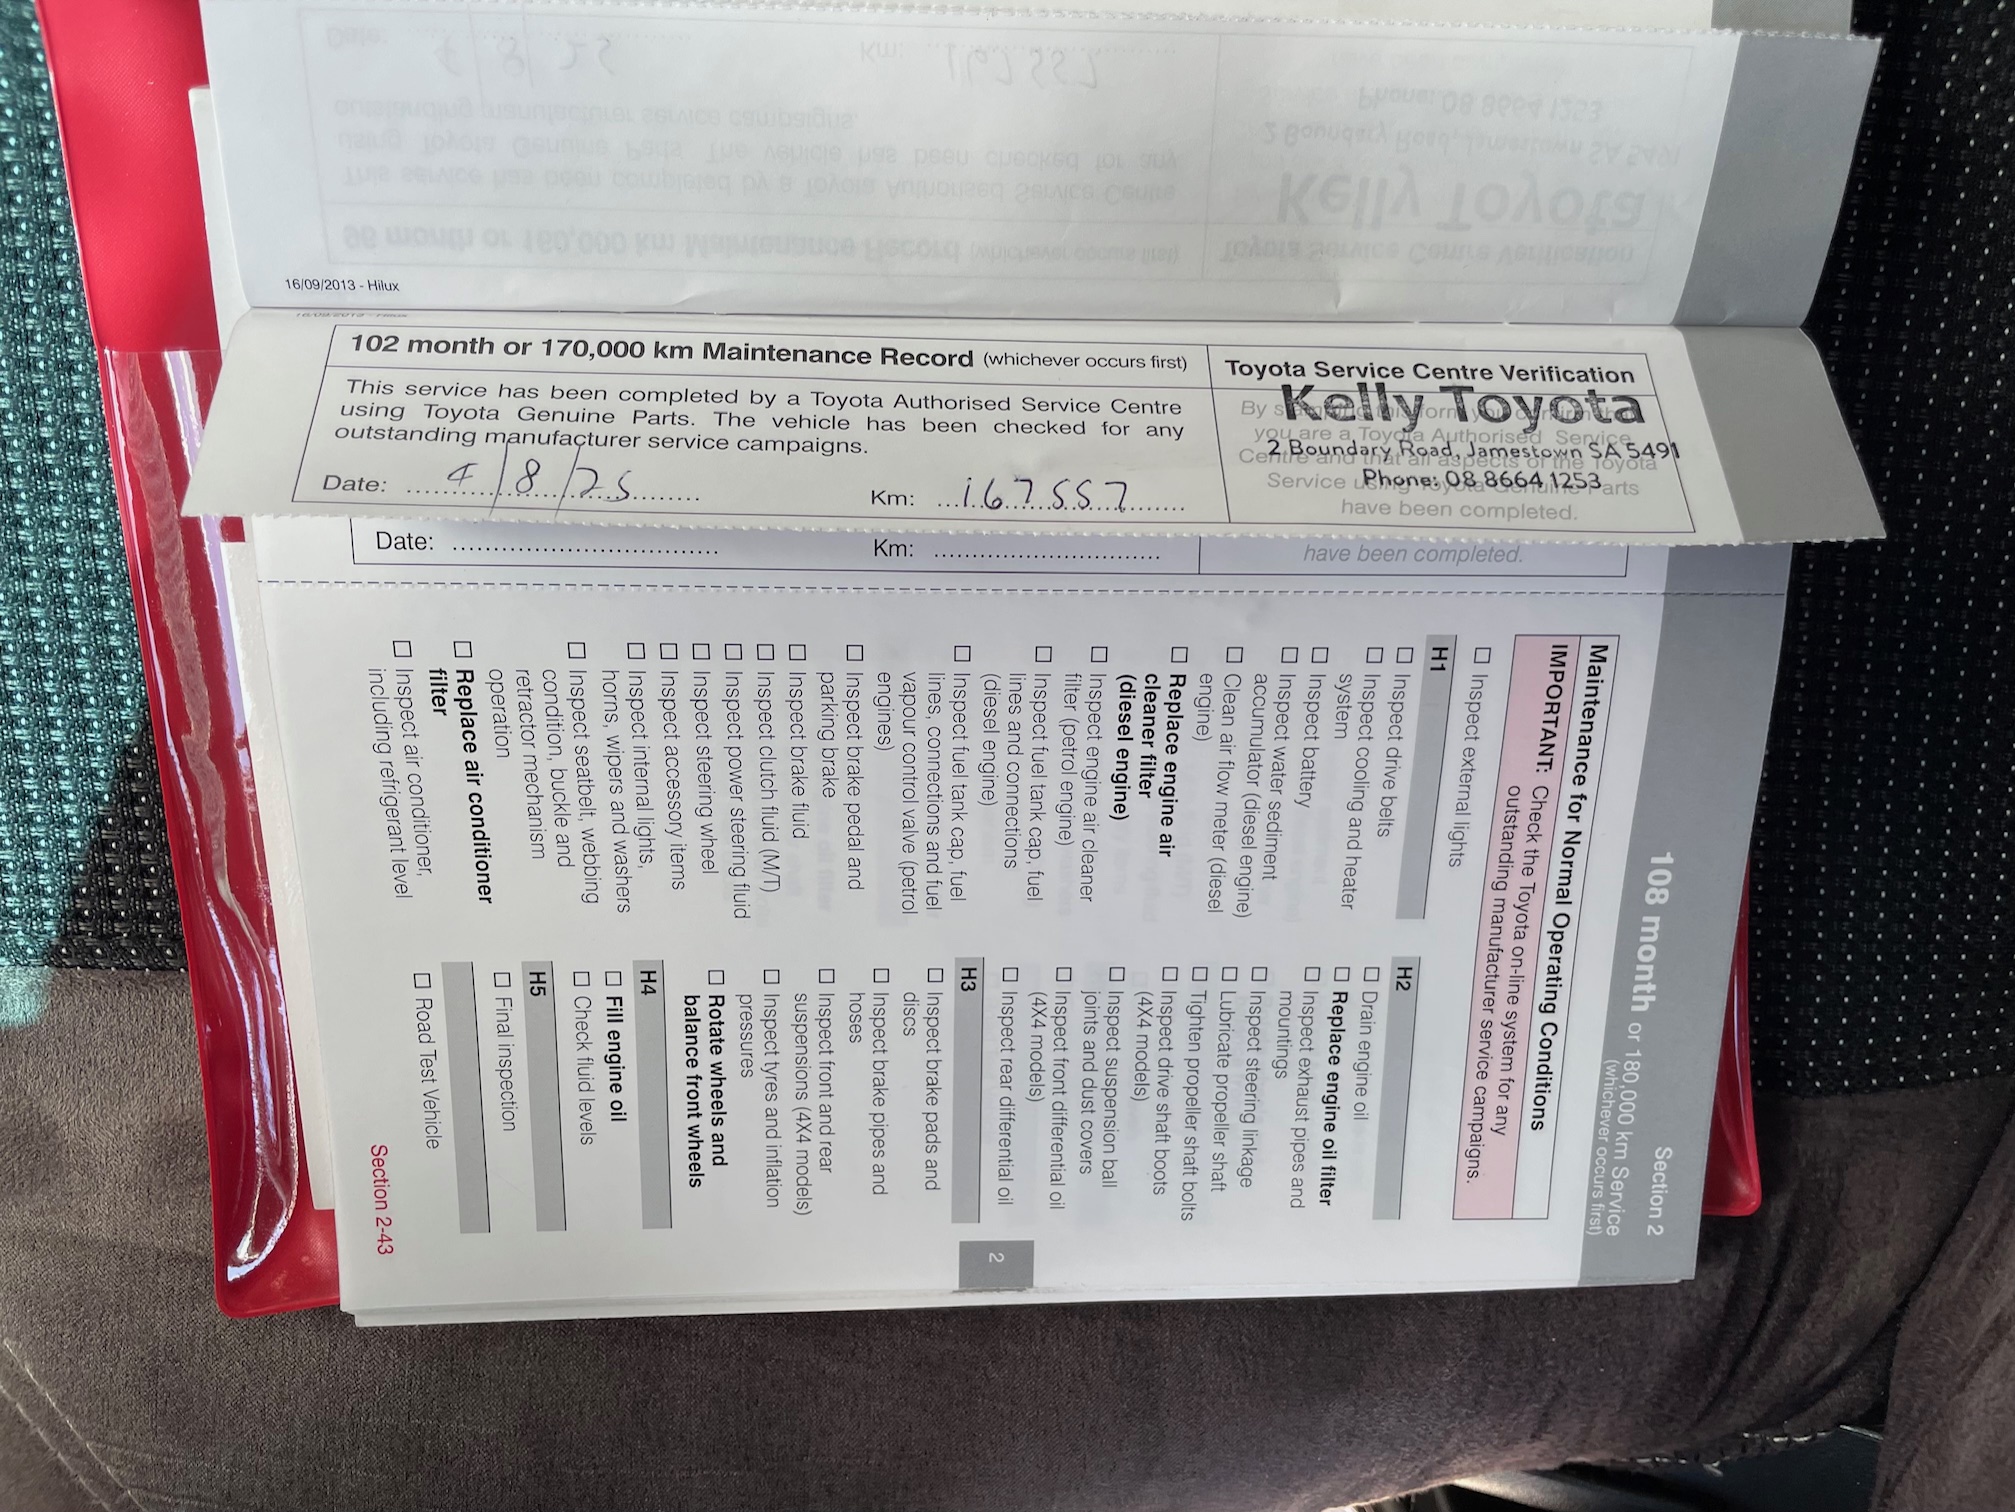 16/09/2013 - Hilux
102 month or 170,000 km Maintenance Record (whichever occurs first)
This service has been completed by a Toyota Authorised Service Centre
using Toyota Genuine Parts. The vehicle has been checked for any
outstanding manufacturer service campaigns.
Date: 4/8/25
Km: 167557
Toyota Service Centre Verification
Kelly Toyota
2 Boundary Road, Jamestown SA 5491
Phone: 08 8664 1253
have been completed.
Date:
Km:
have been completed.
Section 2
108 month or 180,000 km Service
(whichever occurs first)
Maintenance for Normal Operating Conditions
IMPORTANT: Check the Toyota on-line system for any
outstanding manufacturer service campaigns.
Inspect external lights
H1
Inspect drive belts
Inspect cooling and heater
system
Inspect battery
Inspect water sediment
accumulator (diesel engine)
Clean air flow meter (diesel
engine)
Replace engine air
cleaner filter
(diesel engine)
Inspect engine air cleaner
filter (petrol engine)
Inspect fuel tank cap, fuel
lines and connections
(diesel engine)
Inspect fuel tank cap, fuel
lines, connections and fuel
vapour control valve (petrol
engines)
Inspect brake pedal and
parking brake
Inspect brake fluid
Inspect clutch fluid (M/T)
Inspect power steering fluid
Inspect steering wheel
Inspect accessory items
Inspect internal lights,
horns, wipers and washers
Inspect seatbelt, webbing
condition, buckle and
retractor mechanism
operation
Replace air conditioner
filter
Inspect air conditioner,
including refrigerant level
H2
Drain engine oil
Replace engine oil filter
Inspect exhaust pipes and
mountings
Inspect steering linkage
Lubricate propeller shaft
Tighten propeller shaft bolts
Inspect drive shaft boots
(4X4 models)
Inspect suspension ball
joints and dust covers
Inspect front differential oil
(4X4 models)
Inspect rear differential oil
H3
Inspect brake pads and
discs
Inspect brake pipes and
hoses
Inspect front and rear
suspensions (4X4 models)
Inspect tyres and inflation
pressures
Rotate wheels and
balance front wheels
H4
Fill engine oil
Check fluid levels
H5
Final inspection
Road Test Vehicle
2
Section 2-43